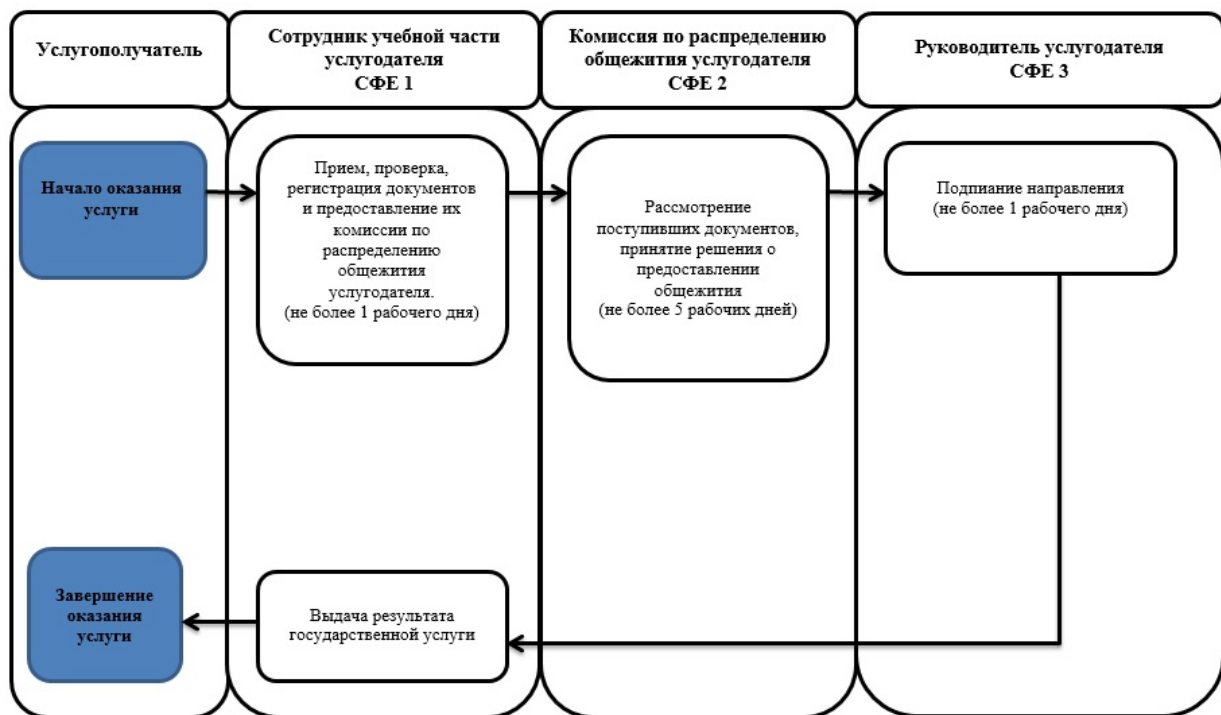 Услугополучатель
Сотрудник учебной части
услугодателя
СФЕ 1
Комиссия по распределению
общежития услугодателя
СФЕ 2
Руководитель услугодателя
СФЕ 3
Начало оказания
услуги
Прием, проверка,
регистрация документов
и предоставление их
комиссии по
распределению
общежития
услугодателя.
(не более 1 рабочего дня)
Рассмотрение
поступивших документов,
принятие решения о
предоставлении
общежития
(не более 5 рабочих дней)
Подпиание направления
(не более 1 рабочего дня)
Завершение
оказания
услуги
Выдача результата
государственной услуги